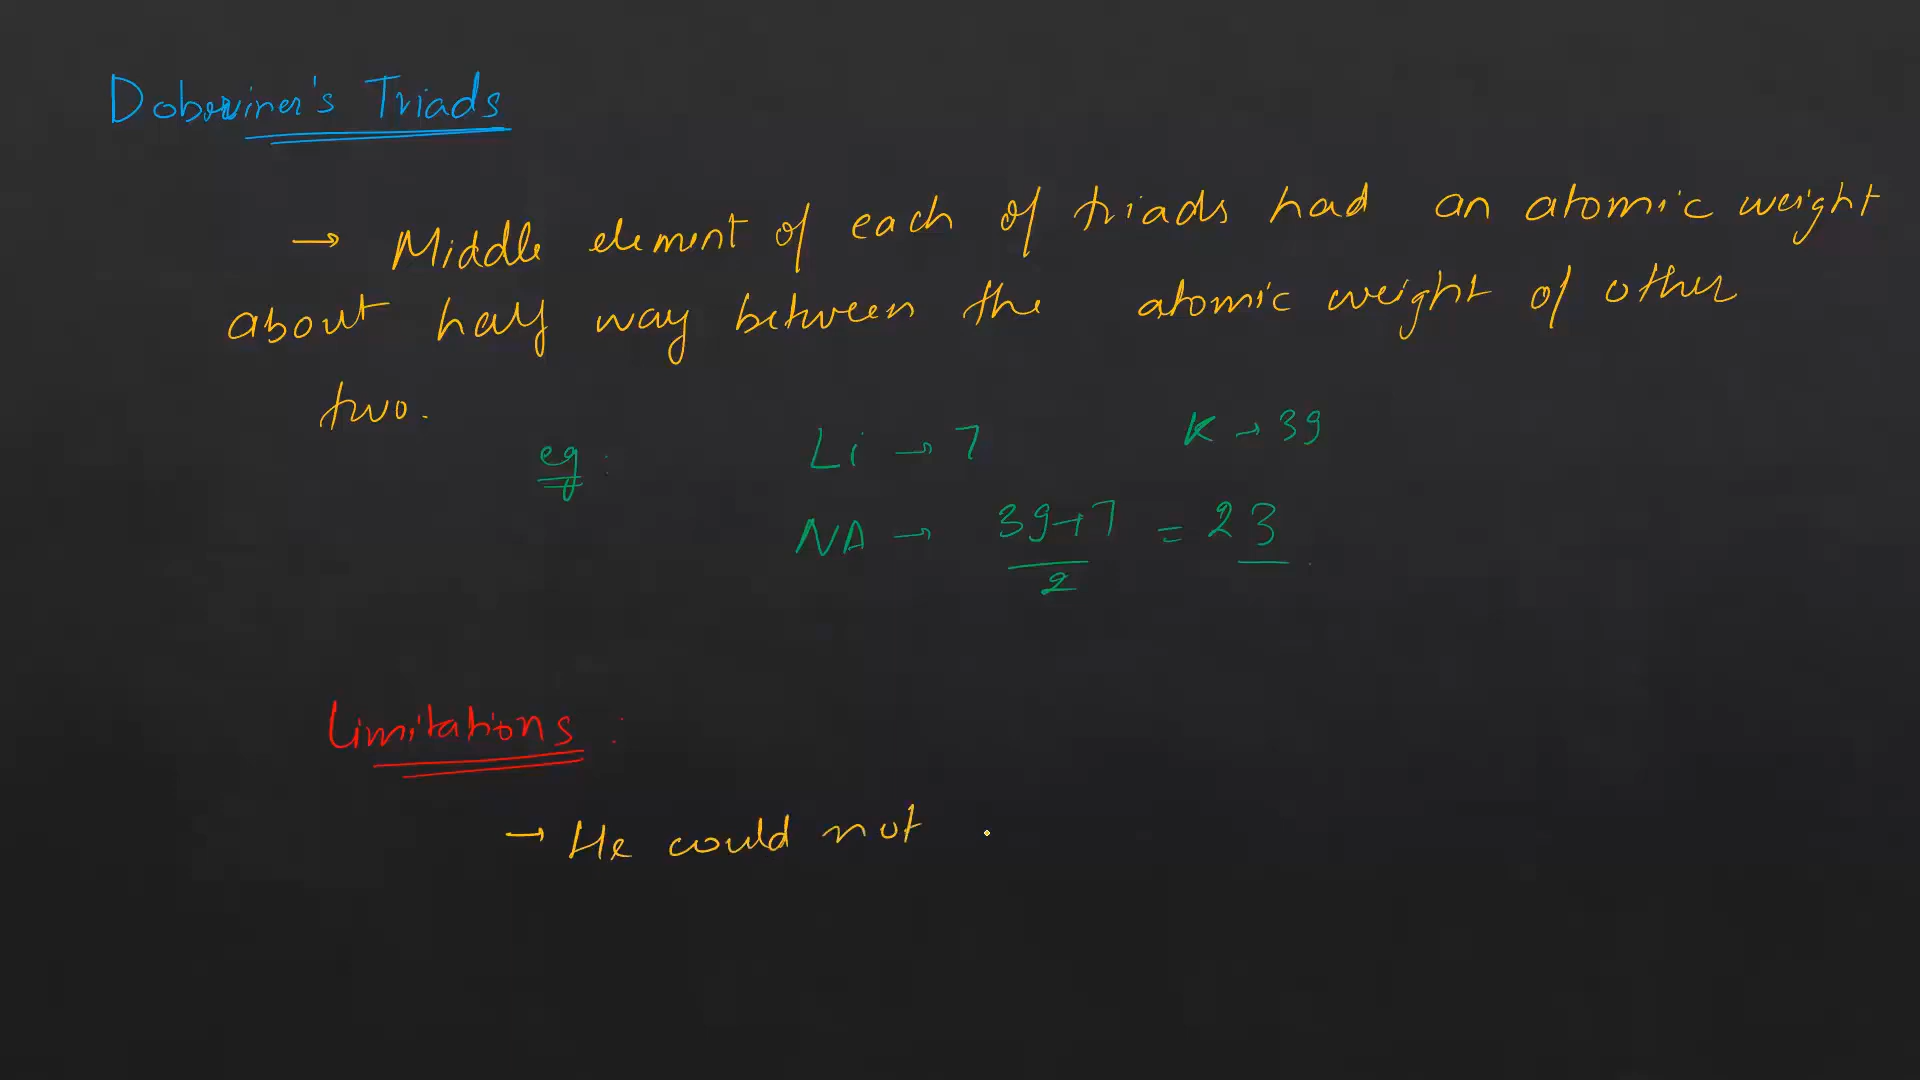 Doberviner's Triads
→ Middle element of each of triads had an atomic weight
about half way between the atomic weight of other
two.
eg: Li → 7 K → 39
NA → 39+7/2 = 23
Limitations:
→ He could not